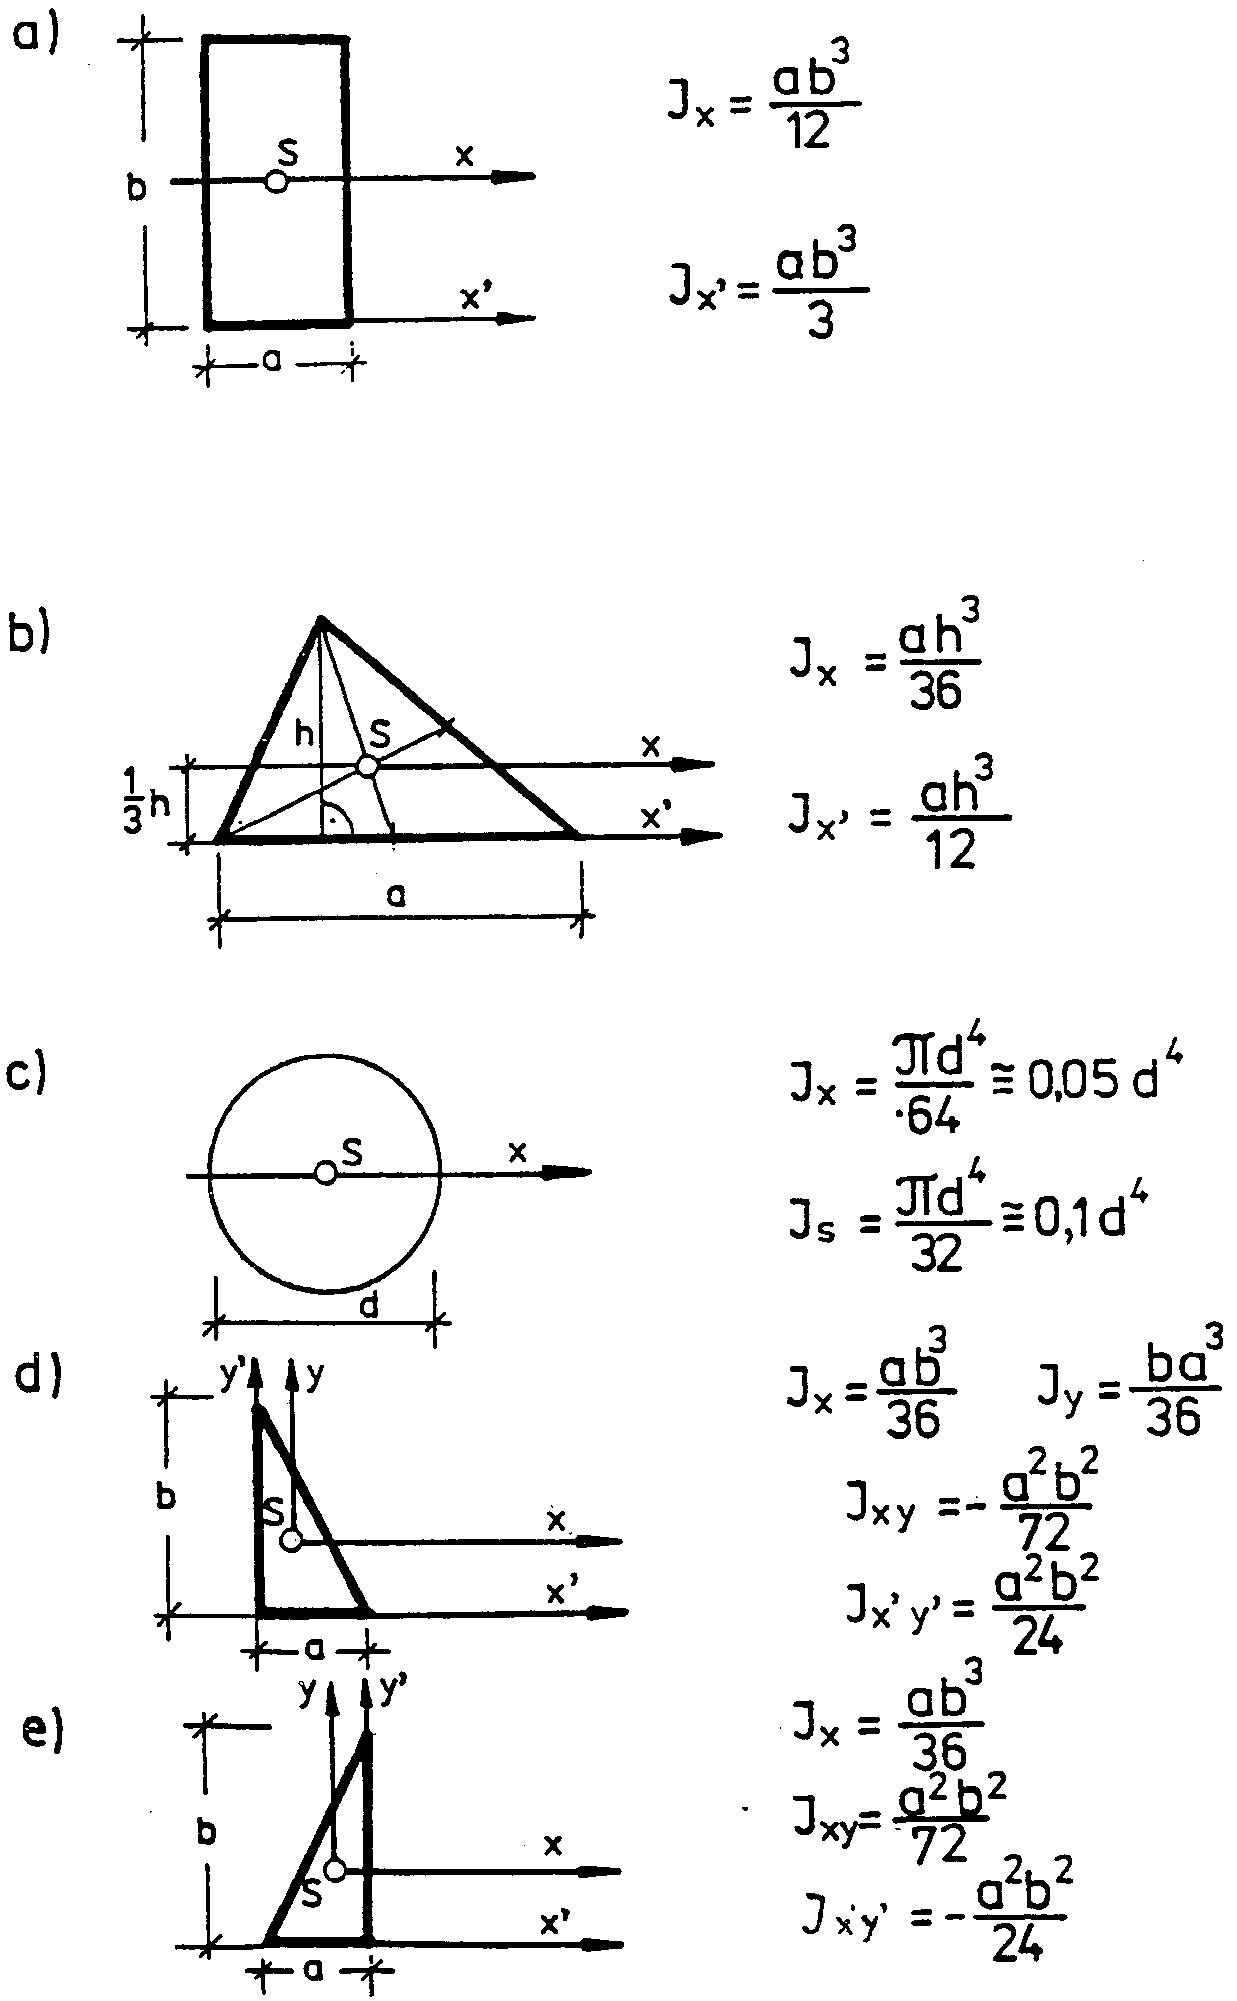 a)
b
S
x
x'
a
Jx = ab³/12
Jx' = ab³/3
b)
h
S
x
x'
1/3 h
a
Jx = ah³/36
Jx' = ah³/12
c)
S
x
d
Jx = πd⁴/64 ≅ 0,05 d⁴
Js = πd⁴/32 ≅ 0,1 d⁴
d)
y' y
b
S
x
x'
a
Jx = ab³/36 Jy = ba³/36
Jxy = - a²b²/72
Jx'y' = a²b²/24
e)
y y'
b
S
x
x'
a
Jx = ab³/36
Jxy = a²b²/72
Jx'y' = - a²b²/24